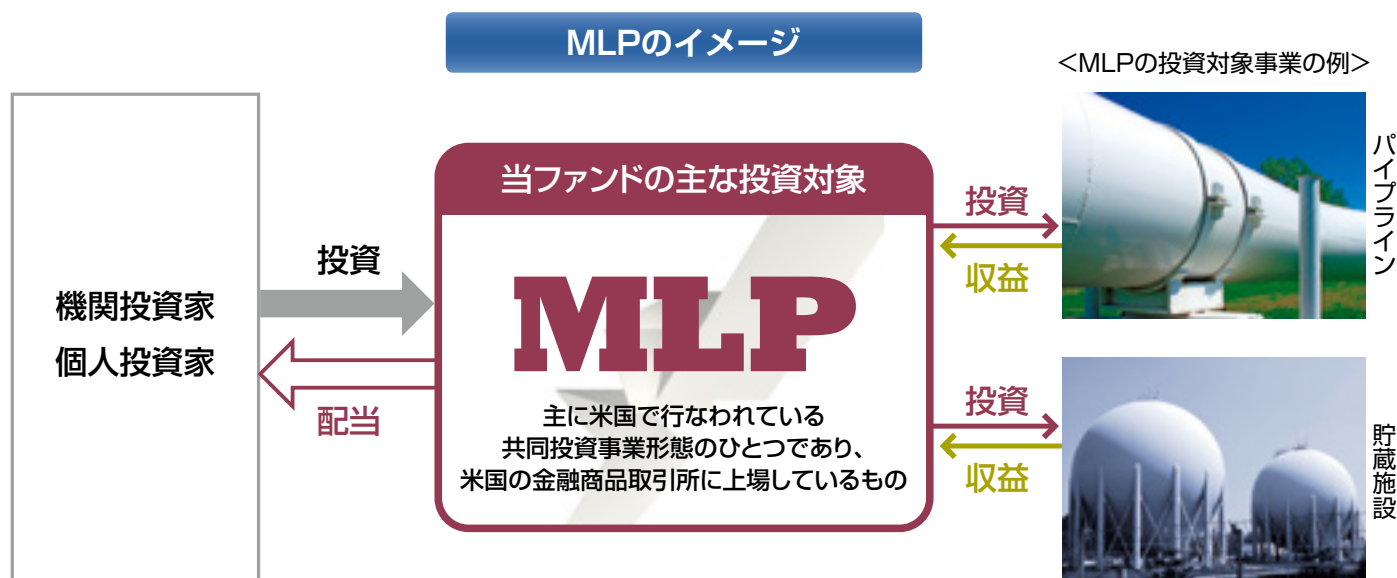 MLPのイメージ
＜MLPの投資対象事業の例＞
機関投資家
個人投資家
投資
配当
当ファンドの主な投資対象
MLP
主に米国で行なわれている
共同投資事業形態のひとつであり、
米国の金融商品取引所に上場しているもの
投資
収益
パイプライン
投資
収益
貯蔵施設